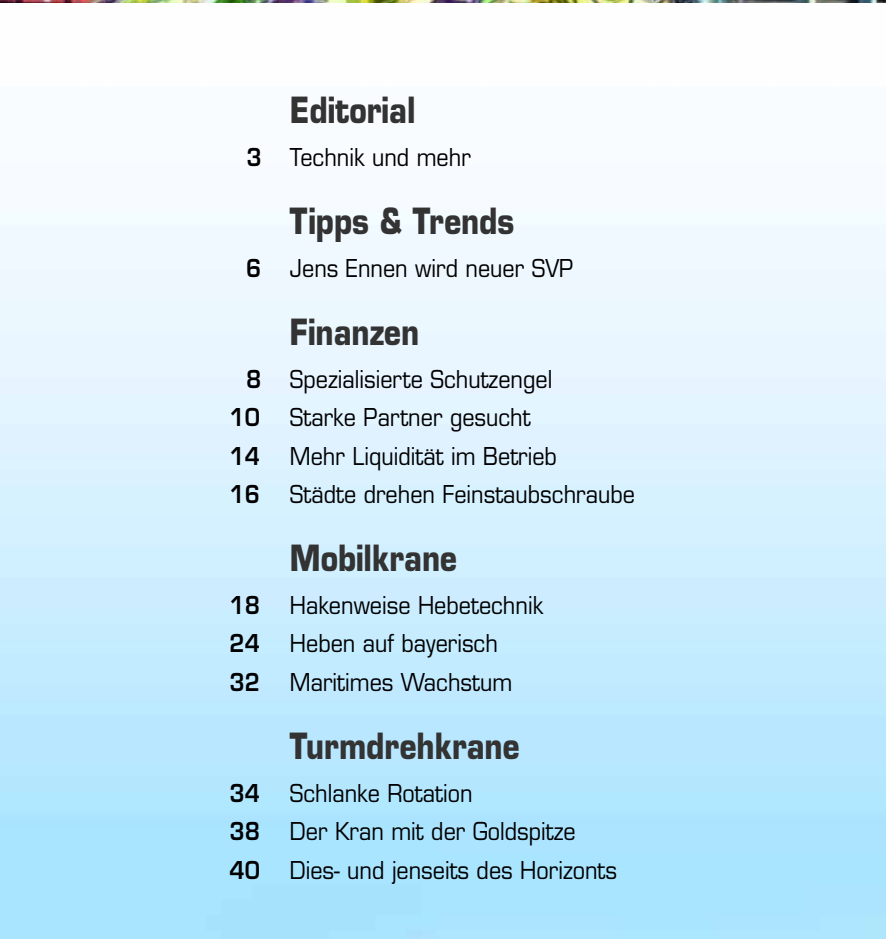 Editorial
3 Technik und mehr
Tipps & Trends
6 Jens Ennen wird neuer SVP
Finanzen
8 Spezialisierte Schutzengel
10 Starke Partner gesucht
14 Mehr Liquidität im Betrieb
16 Städte drehen Feinstaubschraube
Mobilkrane
18 Hakenweise Hebetechnik
24 Heben auf bayerisch
32 Maritimes Wachstum
Turmdrehkrane
34 Schlanke Rotation
38 Der Kran mit der Goldspitze
40 Dies- und jenseits des Horizonts